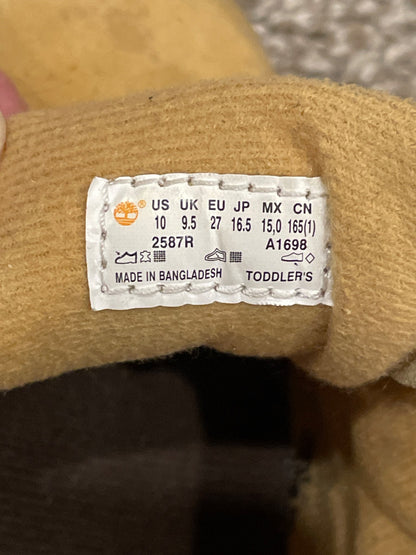 ® US UK EU JP MX CN
10 9.5 27 16.5 15,0 165(1)
2587R A1698
MADE IN BANGLADESH TODDLER'S